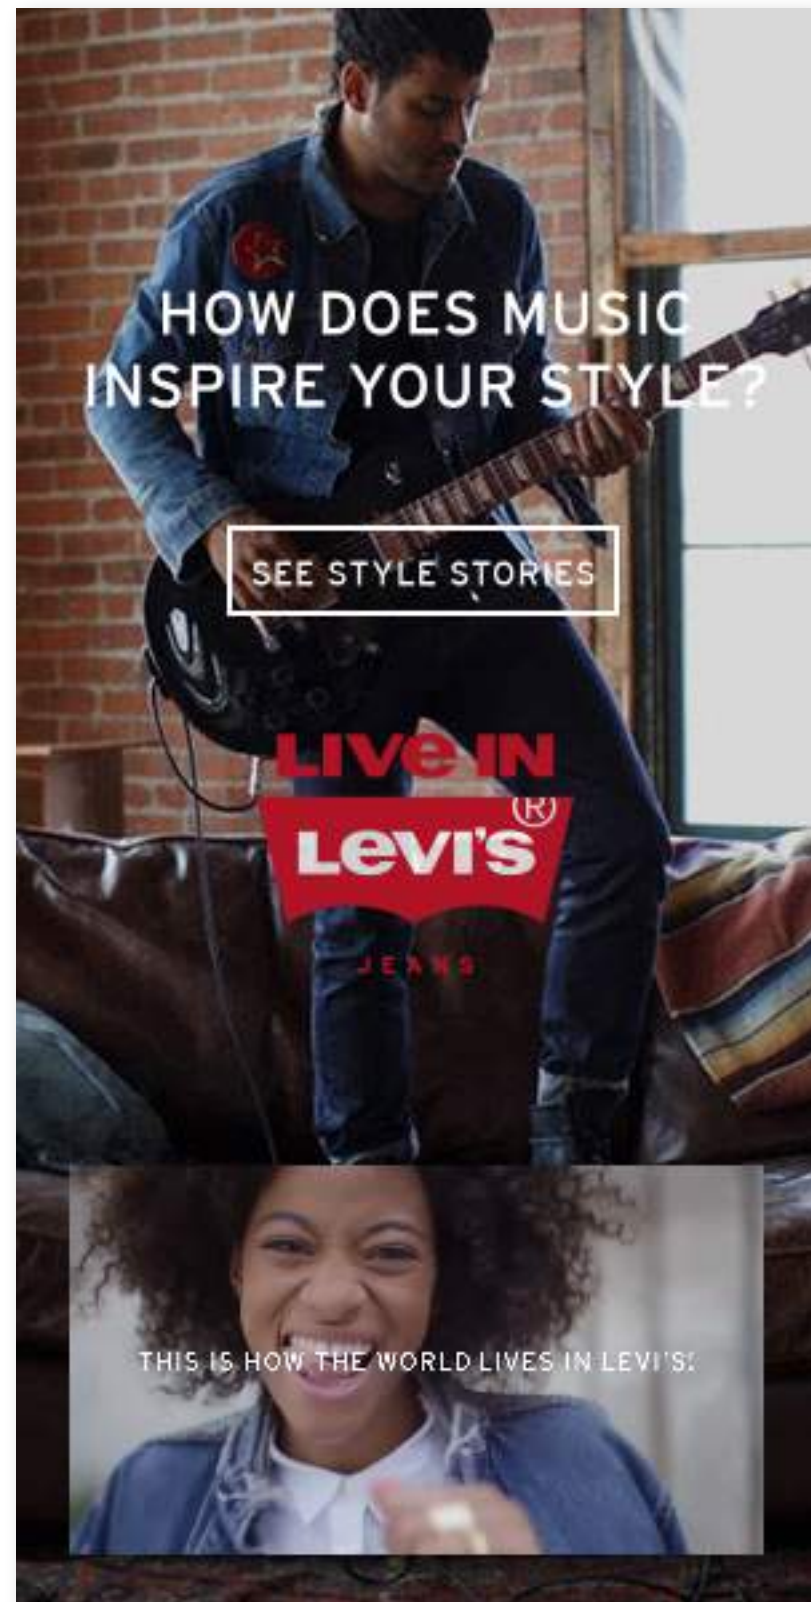 HOW DOES MUSIC
INSPIRE YOUR STYLE?
SEE STYLE STORIES
LIVE IN
LEVI'S®
JEANS
THIS IS HOW THE WORLD LIVES IN LEVI'S